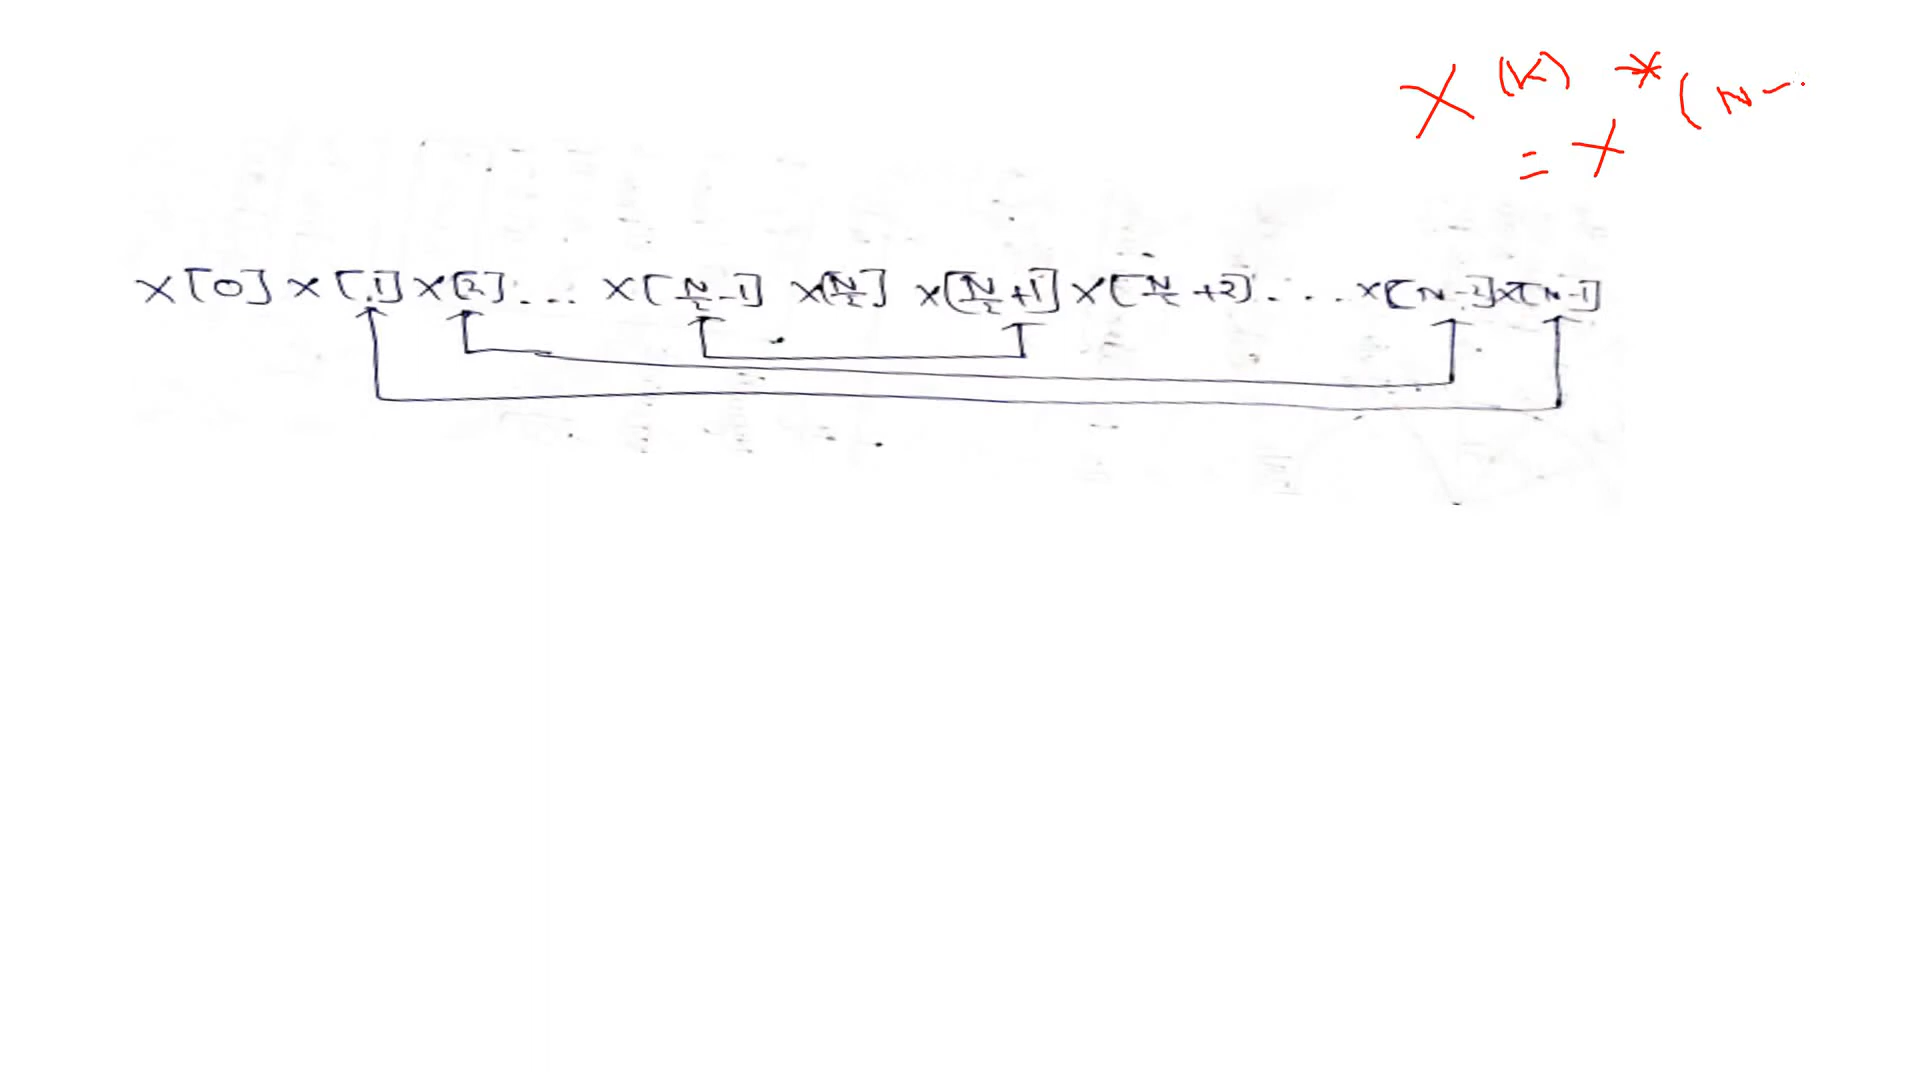 X(K)
= X*(N-
X[0] X[1] X[2] ... X[N/2-1] X[N/2] X[N/2+1] X[N/2+2] .... X[N-2] X[N-1]